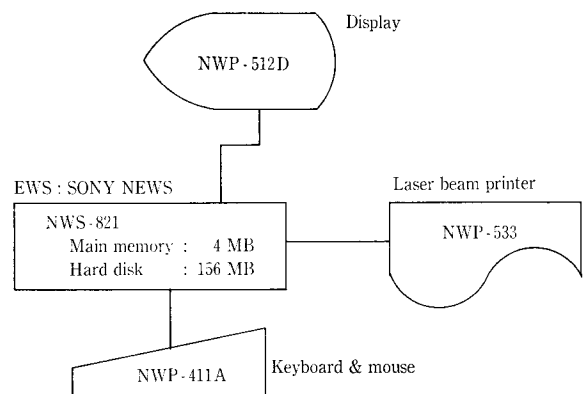 Display
NWP-512D
EWS : SONY NEWS
NWS-821
Main memory : 4 MB
Hard disk : 156 MB
Laser beam printer
NWP-533
Keyboard & mouse
NWP-411A